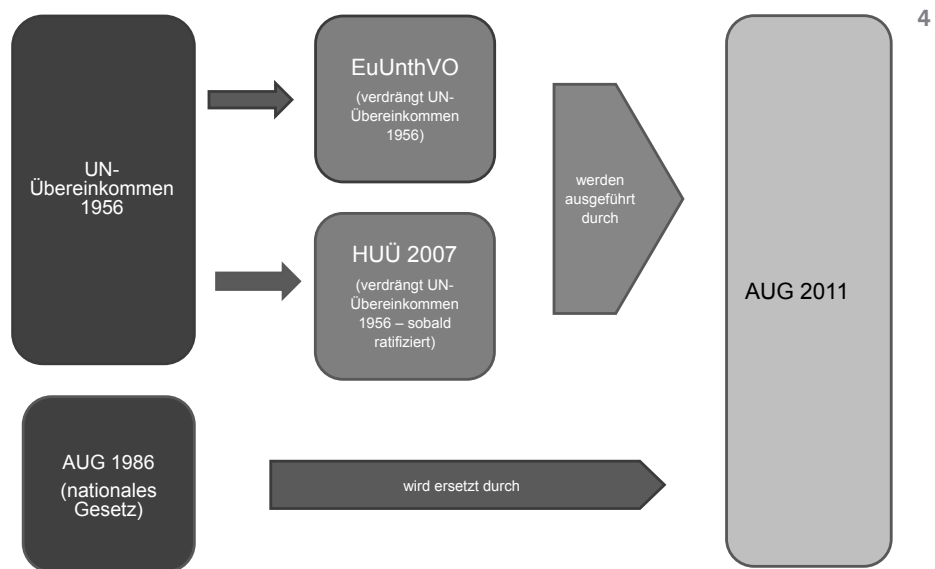 4
UN-
Übereinkommen
1956
EuUnthVO
(verdrängt UN-
Übereinkommen
1956)
HUÜ 2007
(verdrängt UN-
Übereinkommen
1956 – sobald
ratifiziert)
werden
ausgeführt
durch
AUG 2011
AUG 1986
(nationales
Gesetz)
wird ersetzt durch